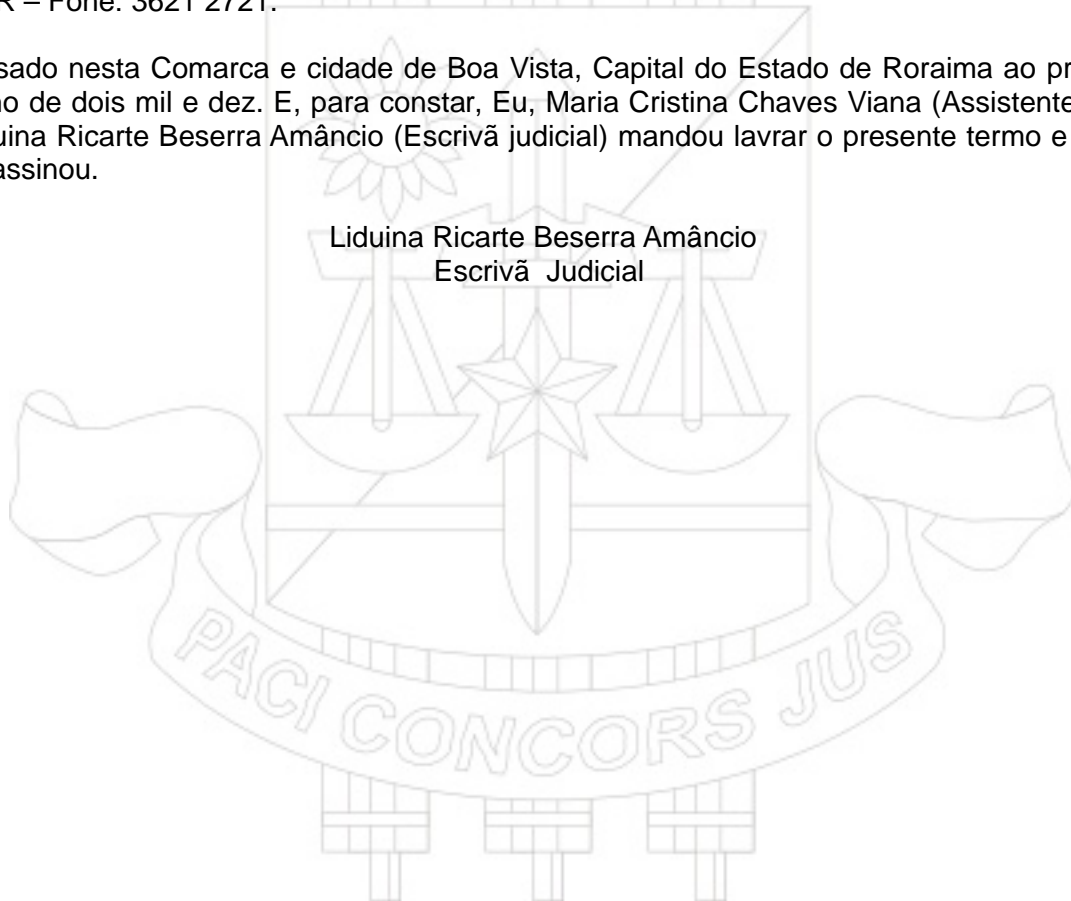 R – Fone: 3621 2721.
sado nesta Comarca e cidade de Boa Vista, Capital do Estado de Roraima ao pr
no de dois mil e dez. E, para constar, Eu, Maria Cristina Chaves Viana (Assistente
uina Ricarte Beserra Amâncio (Escrivã judicial) mandou lavrar o presente termo e
assinou.
Liduina Ricarte Beserra Amâncio
Escrivã Judicial
PACI CONCORS JUS